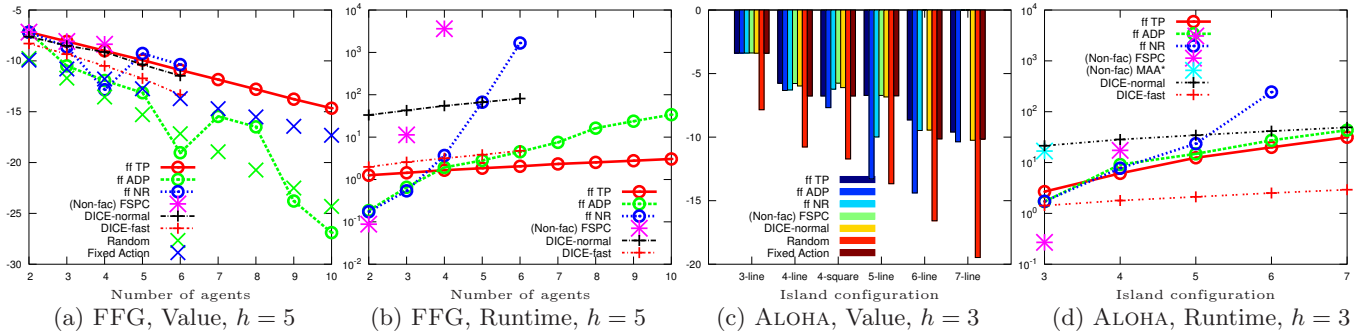 -5
-10
-15
-20
-25
-30
2 3 4 5 6 7 8 9 10
ff TP
ff ADP
ff NR
(Non-fac) FSPC
DICE-normal
DICE-fast
Random
Fixed Action
Number of agents
(a) FFG, Value, h = 5
10^4
10^3
10^2
10^1
10^0
10^-1
10^-2
2 3 4 5 6 7 8 9 10
ff TP
ff ADP
ff NR
(Non-fac) FSPC
DICE-normal
DICE-fast
Number of agents
(b) FFG, Runtime, h = 5
0
-5
-10
-15
-20
ff TP
ff ADP
ff NR
(Non-fac) FSPC
DICE-normal
Random
Fixed Action
3-line 4-line 4-square 5-line 6-line 7-line
Island configuration
(c) ALOHA, Value, h = 3
10^5
10^4
10^3
10^2
10^1
10^0
10^-1
3 4 5 6 7
ff TP
ff ADP
ff NR
(Non-fac) FSPC
(Non-fac) MAA*
DICE-normal
DICE-fast
Island configuration
(d) ALOHA, Runtime, h = 3